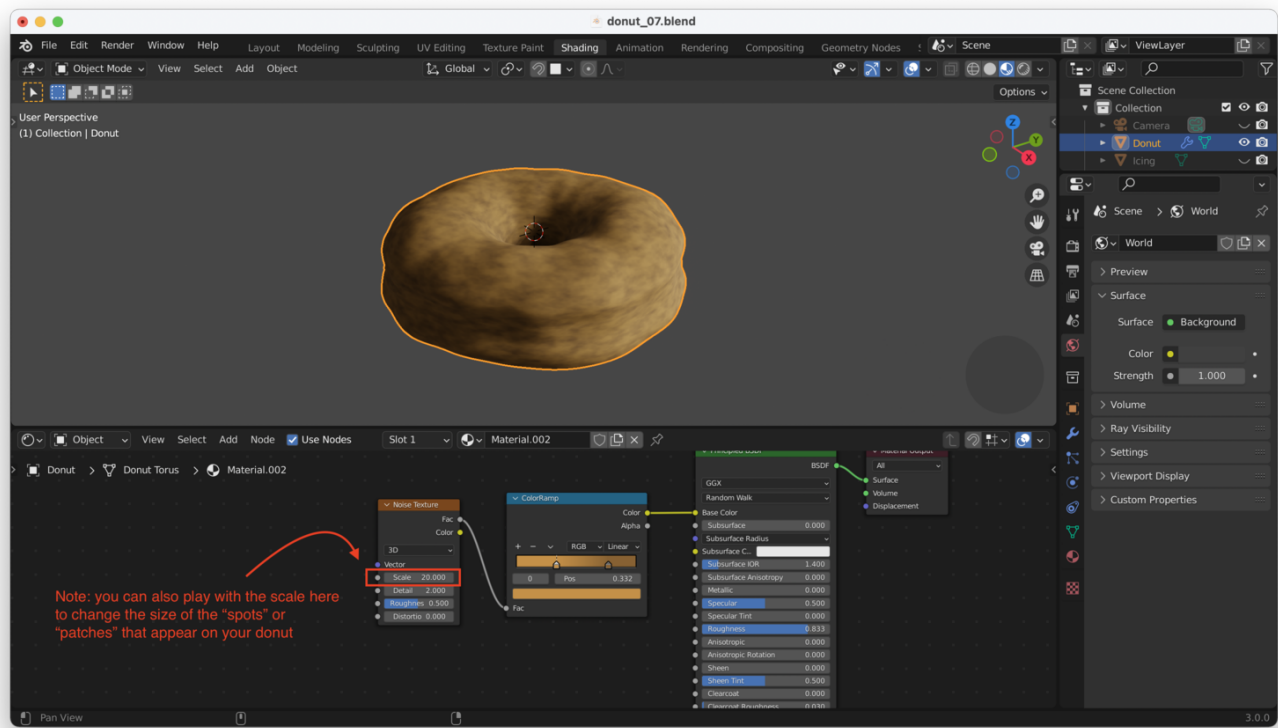 donut_07.blend
File Edit Render Window Help Layout Modeling Sculpting UV Editing Texture Paint Shading Animation Rendering Compositing Geometry Nodes Scene ViewLayer
Object Mode View Select Add Object Global
Options
User Perspective
(1) Collection | Donut
Z
Y
X
Scene Collection
Collection
Camera
Donut
Icing
Scene > World
World
Preview
Surface
Surface Background
Color
Strength 1.000
Volume
Ray Visibility
Settings
Viewport Display
Custom Properties
Object View Select Add Node Use Nodes Slot 1 Material.002
Donut > Donut Torus > Material.002
Noise Texture
Fac
Color
3D
Vector
Scale 20.000
Detail 2.000
Roughnes 0.500
Distortio 0.000
Note: you can also play with the scale here
to change the size of the “spots” or
“patches” that appear on your donut
ColorRamp
Color
Alpha
+ − RGB Linear
0 Pos 0.332
Fac
BSDF
GGX
Random Walk
Base Color
Subsurface 0.000
Subsurface Radius
Subsurface C...
Subsurface IOR 1.400
Subsurface Anisotropy 0.000
Metallic 0.000
Specular 0.500
Specular Tint 0.000
Roughness 0.833
Anisotropic 0.000
Anisotropic Rotation 0.000
Sheen 0.000
Sheen Tint 0.500
Clearcoat 0.000
Clearcoat Roughness 0.030
Material Output
All
Surface
Volume
Displacement
Pan View
3.0.0